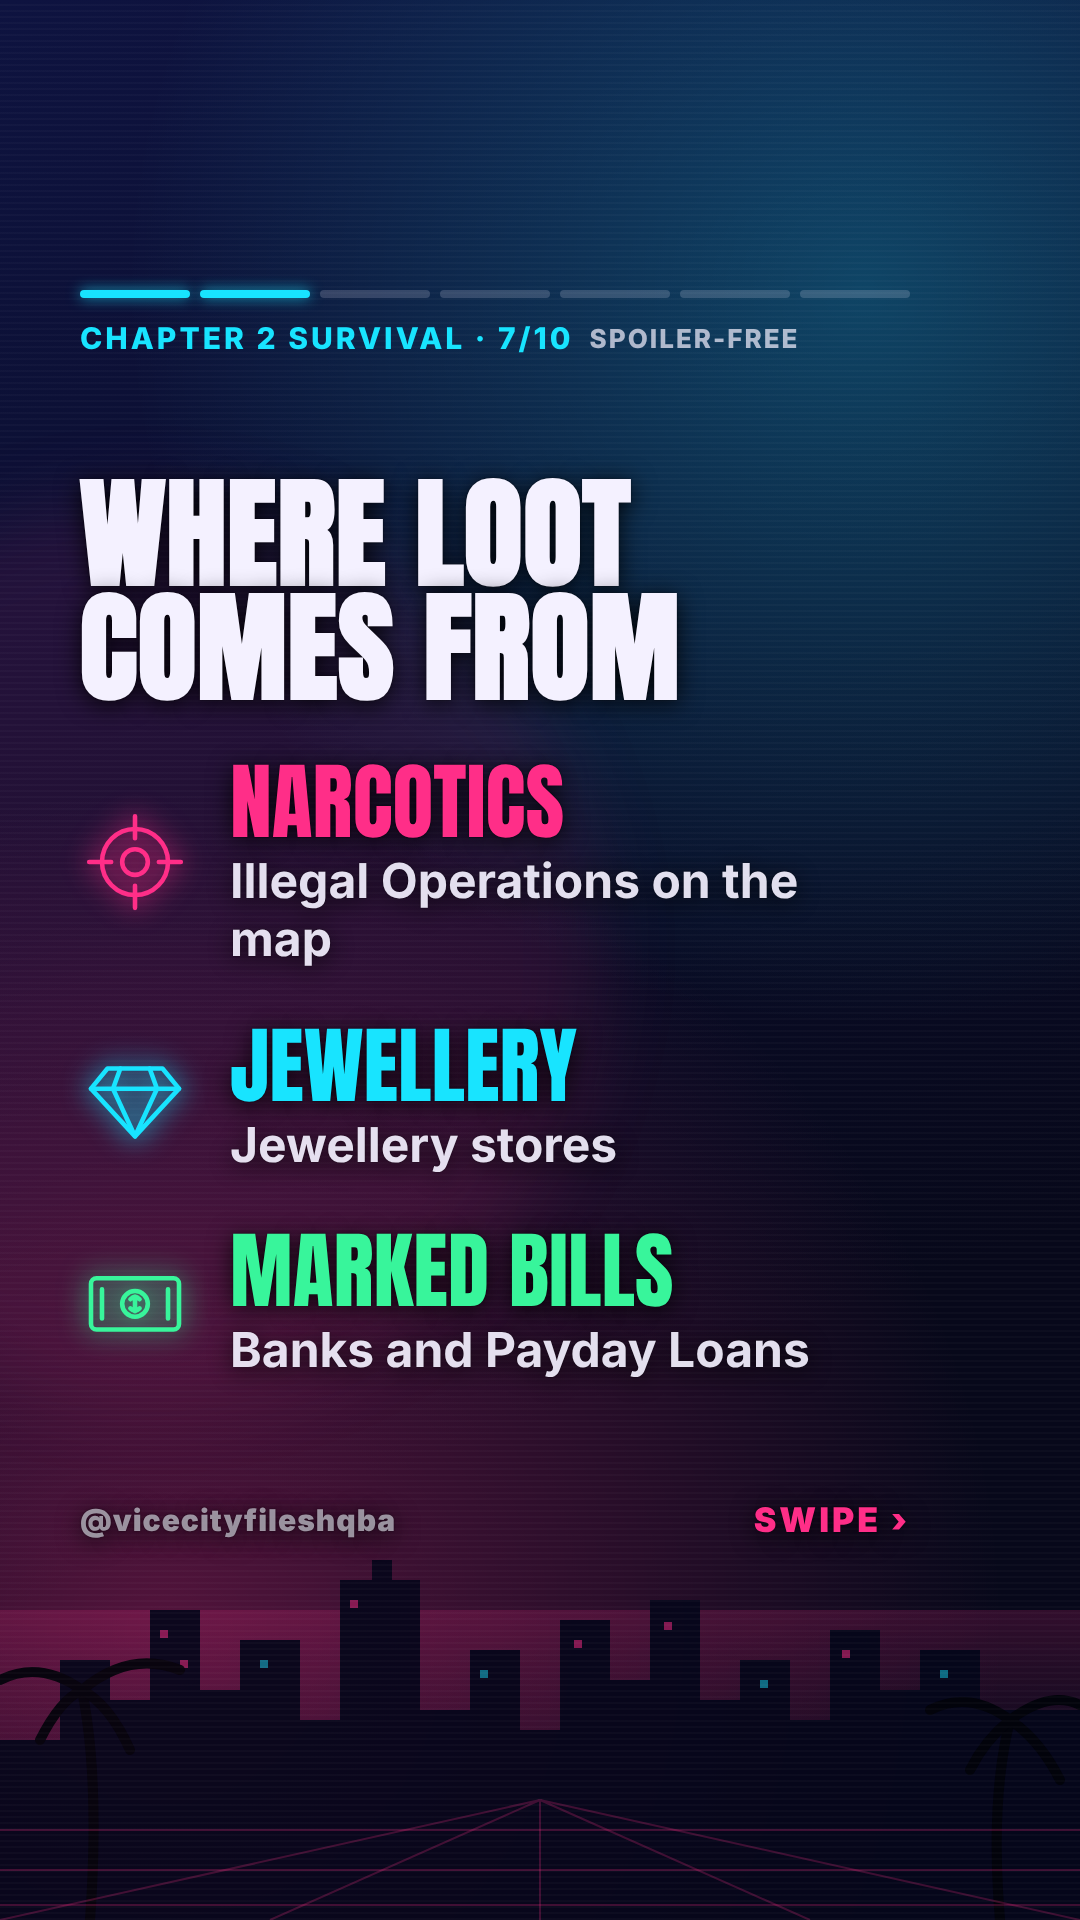 CHAPTER 2 SURVIVAL · 7/10 SPOILER-FREE
WHERE LOOT
COMES FROM
NARCOTICS
Illegal Operations on the
map
JEWELLERY
Jewellery stores
MARKED BILLS
Banks and Payday Loans
@vicecityfileshqba
SWIPE ›